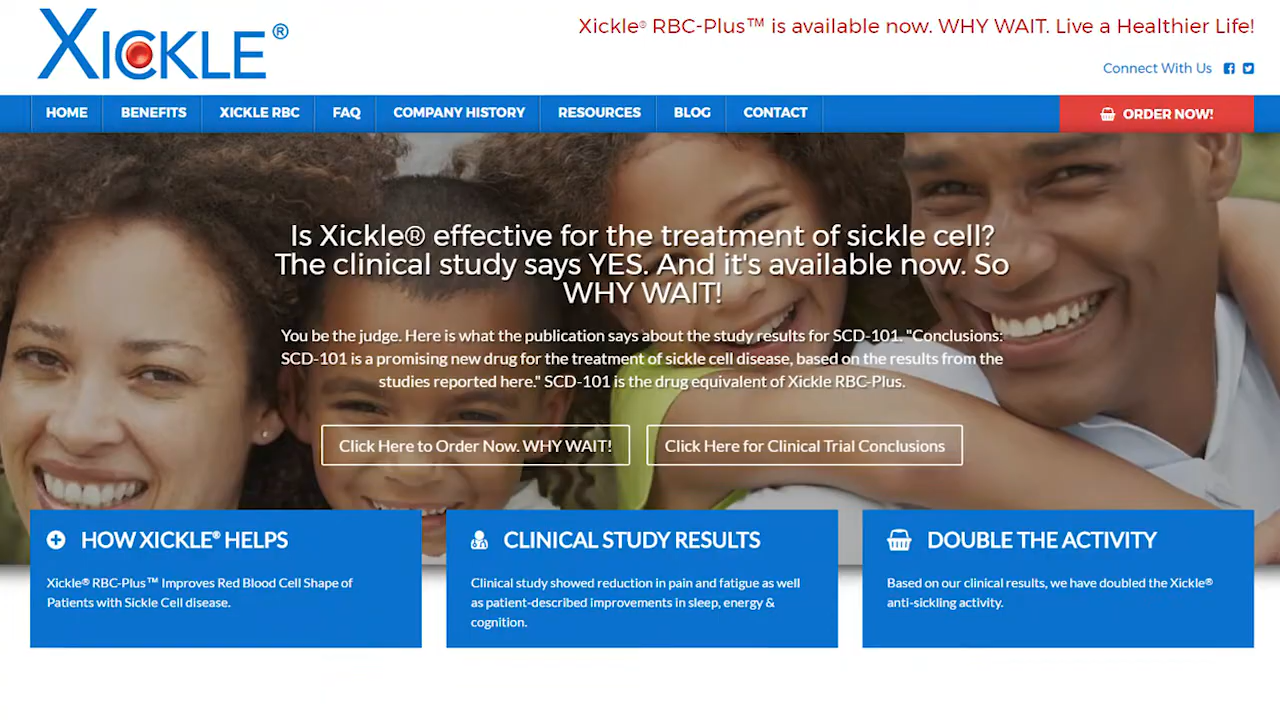 XICKLE®
Xickle® RBC-Plus™ is available now. WHY WAIT. Live a Healthier Life!
Connect With Us
HOME
BENEFITS
XICKLE RBC
FAQ
COMPANY HISTORY
RESOURCES
BLOG
CONTACT
ORDER NOW!
Is Xickle® effective for the treatment of sickle cell?
The clinical study says YES. And it's available now. So
WHY WAIT!
You be the judge. Here is what the publication says about the study results for SCD-101. "Conclusions:
SCD-101 is a promising new drug for the treatment of sickle cell disease, based on the results from the
studies reported here." SCD-101 is the drug equivalent of Xickle RBC-Plus.
Click Here to Order Now. WHY WAIT!
Click Here for Clinical Trial Conclusions
HOW XICKLE® HELPS
Xickle® RBC-Plus™ Improves Red Blood Cell Shape of
Patients with Sickle Cell disease.
CLINICAL STUDY RESULTS
Clinical study showed reduction in pain and fatigue as well
as patient-described improvements in sleep, energy &
cognition.
DOUBLE THE ACTIVITY
Based on our clinical results, we have doubled the Xickle®
anti-sickling activity.